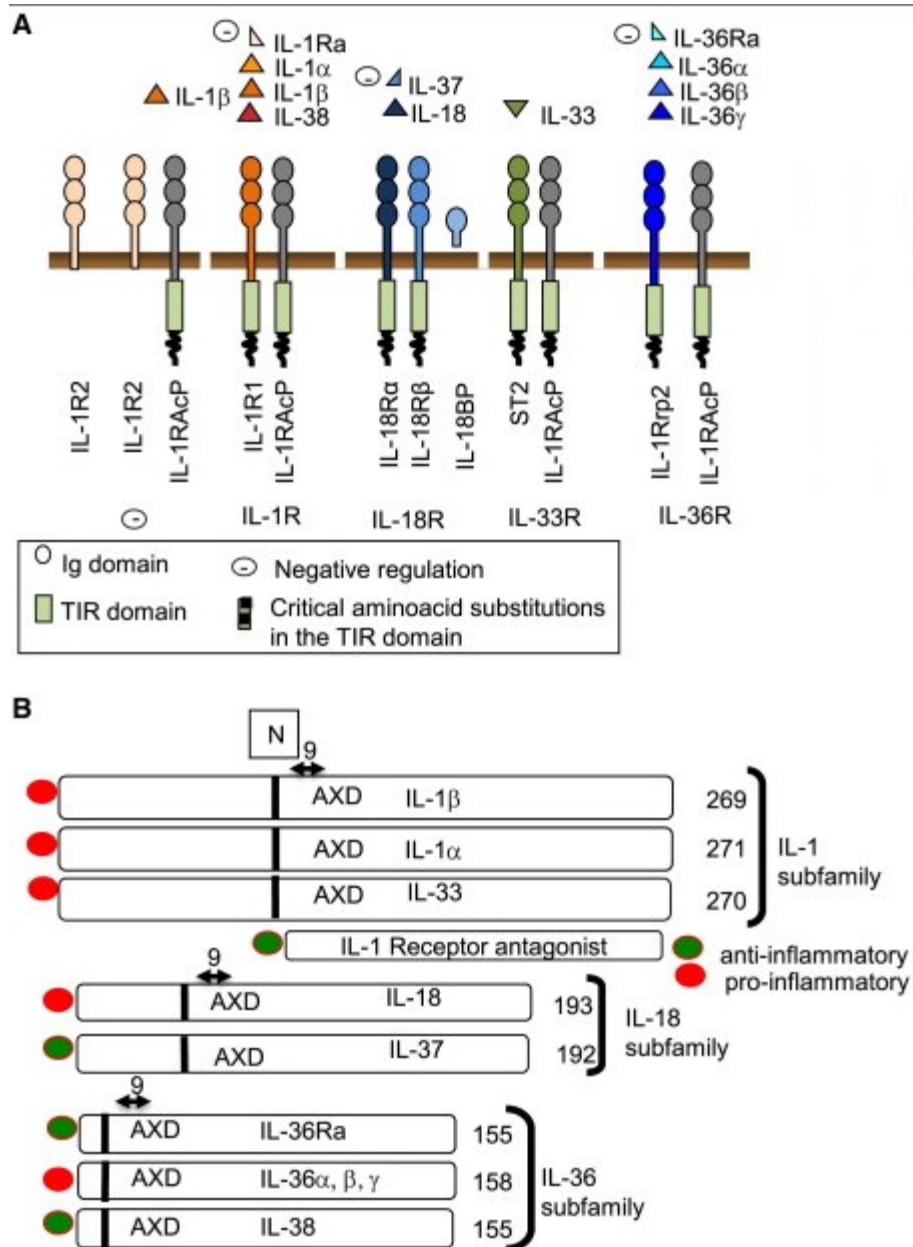 A
IL-1Ra
IL-1α
IL-1β
IL-38
IL-1β
IL-37
IL-18
IL-33
IL-36Ra
IL-36α
IL-36β
IL-36γ
IL-1R2
IL-1R2
IL-1RAcP
IL-1R1
IL-1RAcP
IL-18Rα
IL-18Rβ
IL-18BP
ST2
IL-1RAcP
IL-1Rrp2
IL-1RAcP
IL-1R
IL-18R
IL-33R
IL-36R
Ig domain
Negative regulation
TIR domain
Critical aminoacid substitutions
in the TIR domain
B
N
9
AXD IL-1β 269
AXD IL-1α 271
AXD IL-33 270
IL-1
subfamily
IL-1 Receptor antagonist
anti-inflammatory
pro-inflammatory
9
AXD IL-18 193
AXD IL-37 192
IL-18
subfamily
9
AXD IL-36Ra 155
AXD IL-36α, β, γ 158
AXD IL-38 155
IL-36
subfamily